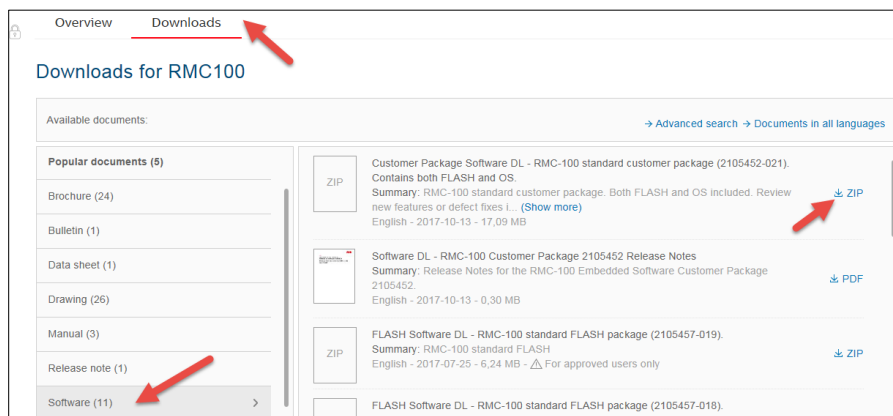 Overview Downloads
Downloads for RMC100
Available documents:
→ Advanced search → Documents in all languages
Popular documents (5)
Brochure (24)
Bulletin (1)
Data sheet (1)
Drawing (26)
Manual (3)
Release note (1)
Software (11)
ZIP
Customer Package Software DL - RMC-100 standard customer package (2105452-021).
Contains both FLASH and OS.
Summary: RMC-100 standard customer package. Both FLASH and OS included. Review
new features or defect fixes i... (Show more)
English - 2017-10-13 - 17,09 MB
ZIP
Software DL - RMC-100 Customer Package 2105452 Release Notes
Summary: Release Notes for the RMC-100 Embedded Software Customer Package
2105452.
English - 2017-10-13 - 0,30 MB
PDF
ZIP
FLASH Software DL - RMC-100 standard FLASH package (2105457-019).
Summary: RMC-100 standard FLASH
English - 2017-07-25 - 6,24 MB - ⚠ For approved users only
ZIP
FLASH Software DL - RMC-100 standard FLASH package (2105457-018).